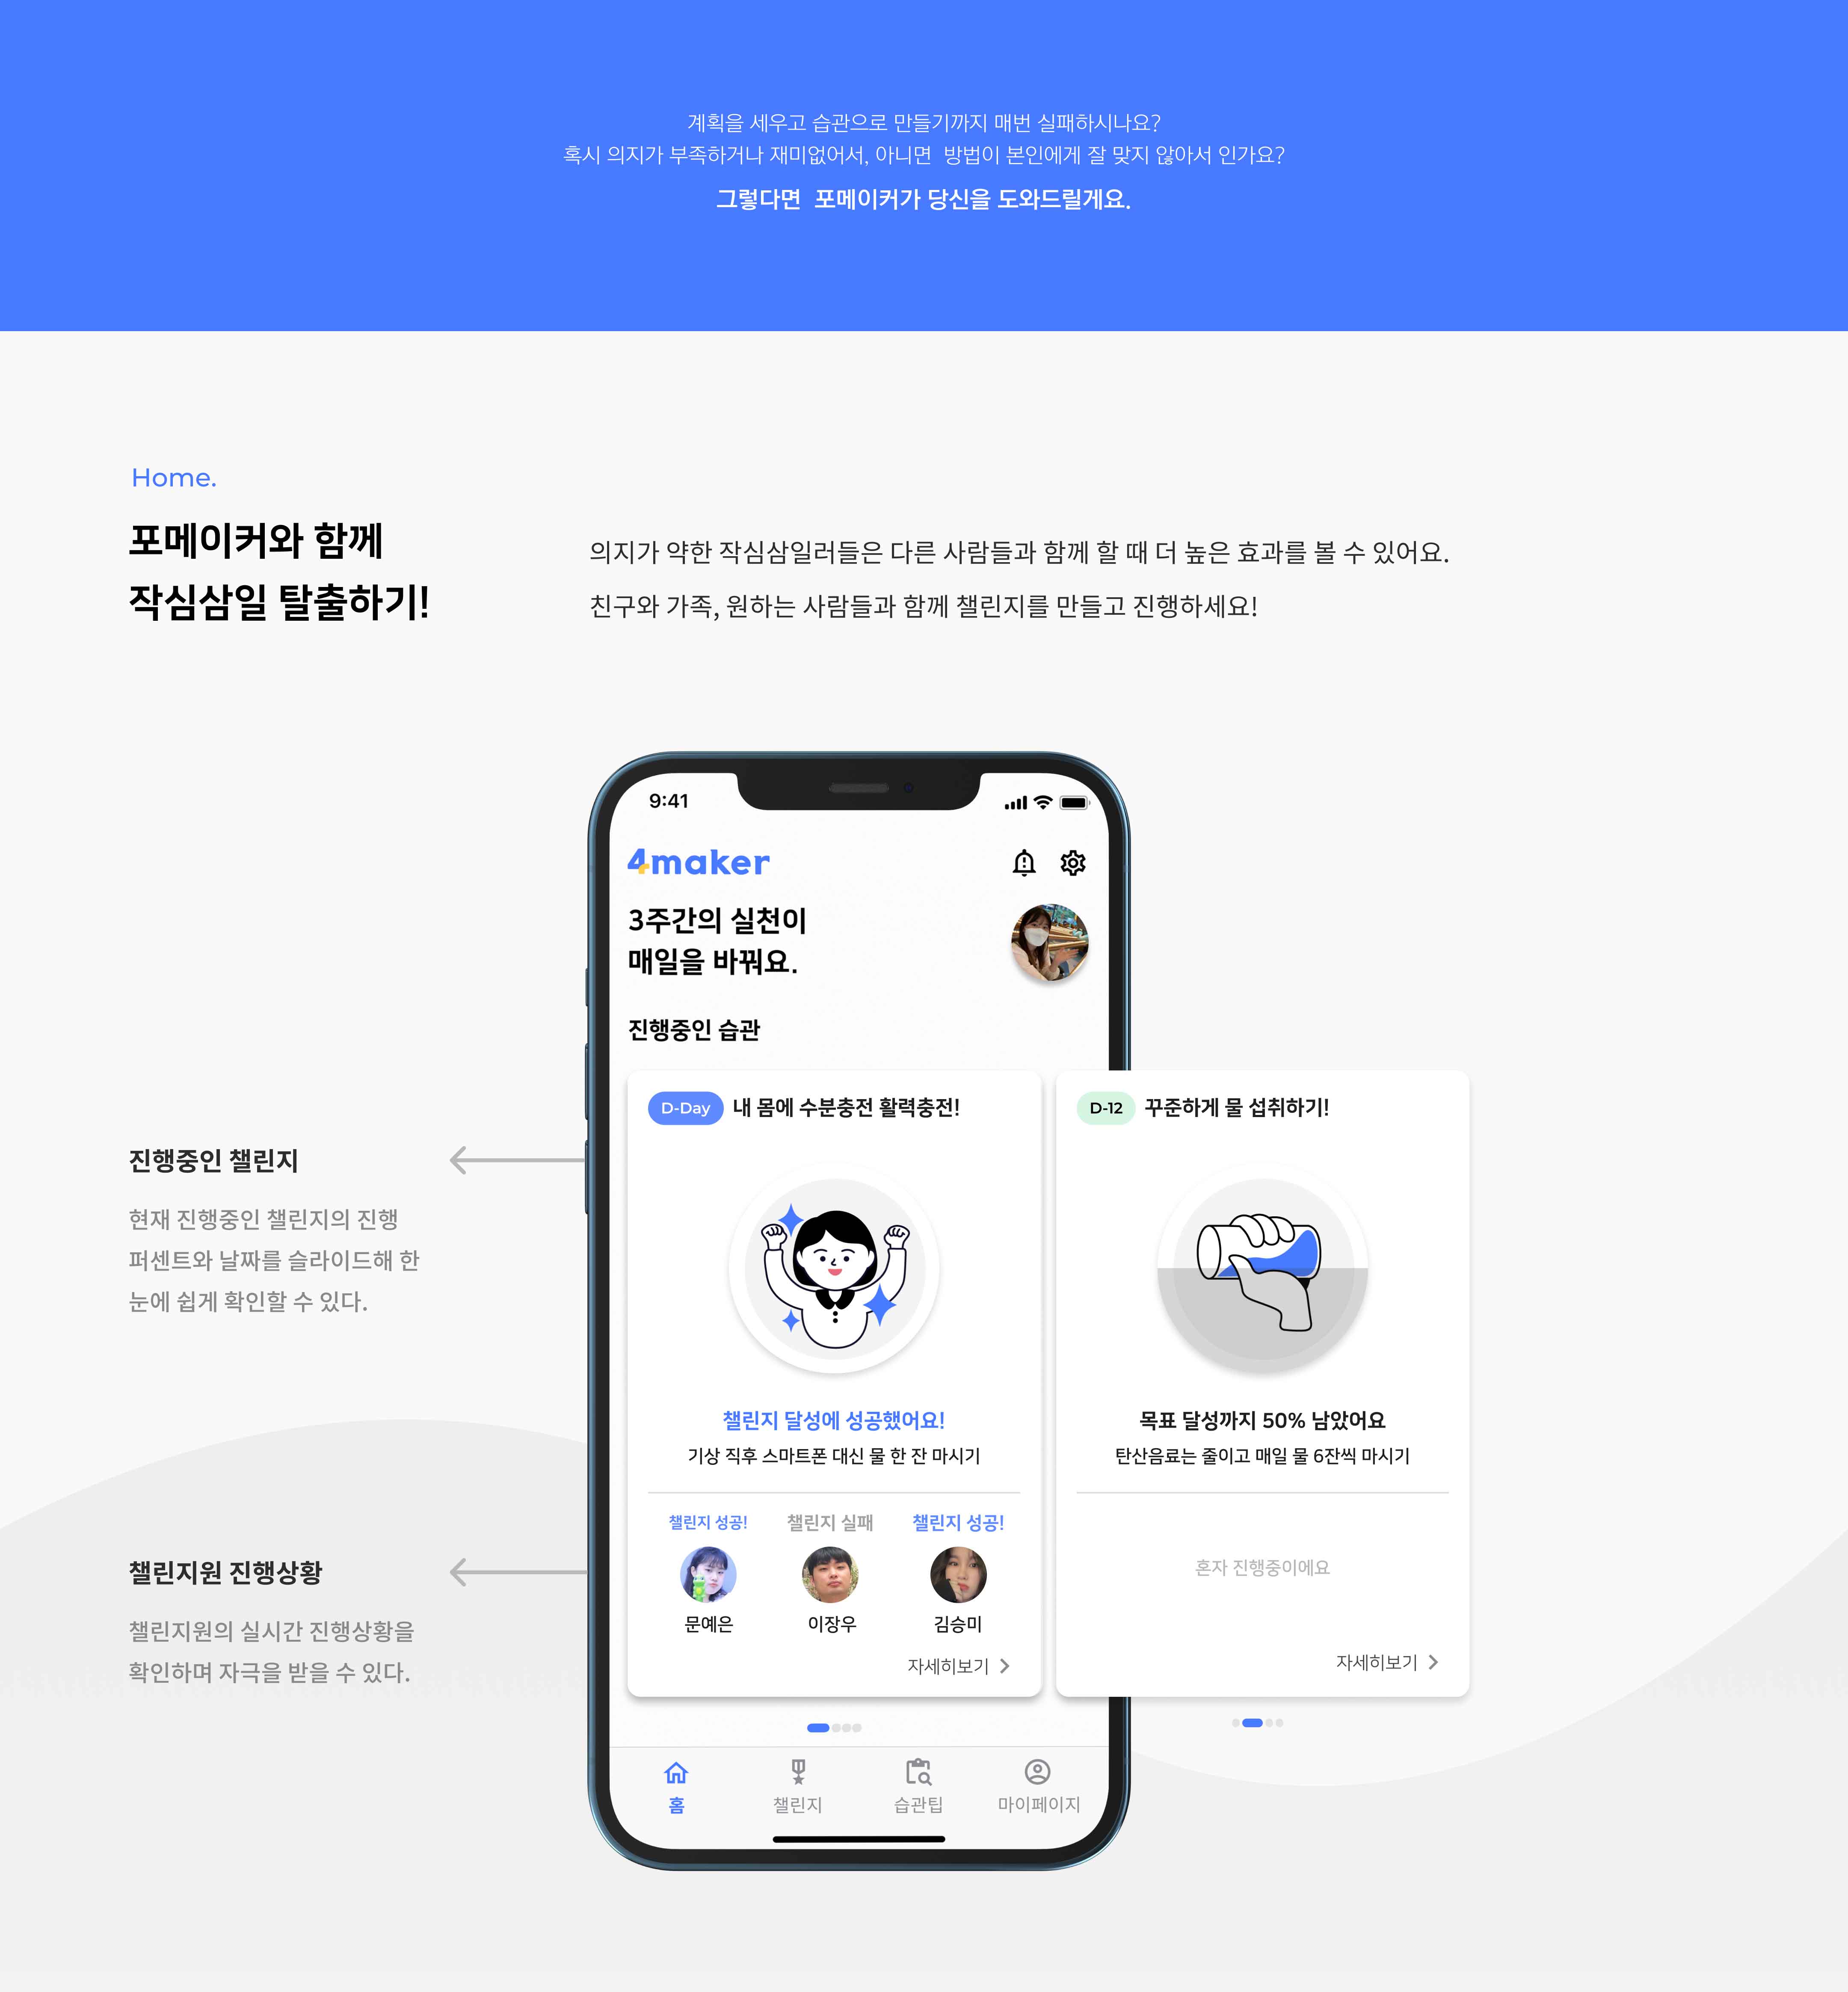 계획을 세우고 습관으로 만들기까지 매번 실패하시나요?
혹시 의지가 부족하거나 재미없어서, 아니면  방법이 본인에게 잘 맞지 않아서 인가요?
그렇다면  포메이커가 당신을 도와드릴게요.
Home.
포메이커와 함께
작심삼일 탈출하기!
의지가 약한 작심삼일러들은 다른 사람들과 함께 할 때 더 높은 효과를 볼 수 있어요.
친구와 가족, 원하는 사람들과 함께 챌린지를 만들고 진행하세요!
9:41
4maker
3주간의 실천이
매일을 바꿔요.
진행중인 습관
D-Day 내 몸에 수분충전 활력충전!
챌린지 달성에 성공했어요!
기상 직후 스마트폰 대신 물 한 잔 마시기
챌린지 성공! 챌린지 실패 챌린지 성공!
문예은 이장우 김승미
자세히보기
D-12 꾸준하게 물 섭취하기!
목표 달성까지 50% 남았어요
탄산음료는 줄이고 매일 물 6잔씩 마시기
혼자 진행중이에요
자세히보기
홈 챌린지 습관팁 마이페이지
진행중인 챌린지
현재 진행중인 챌린지의 진행
퍼센트와 날짜를 슬라이드해 한
눈에 쉽게 확인할 수 있다.
챌린지원 진행상황
챌린지원의 실시간 진행상황을
확인하며 자극을 받을 수 있다.